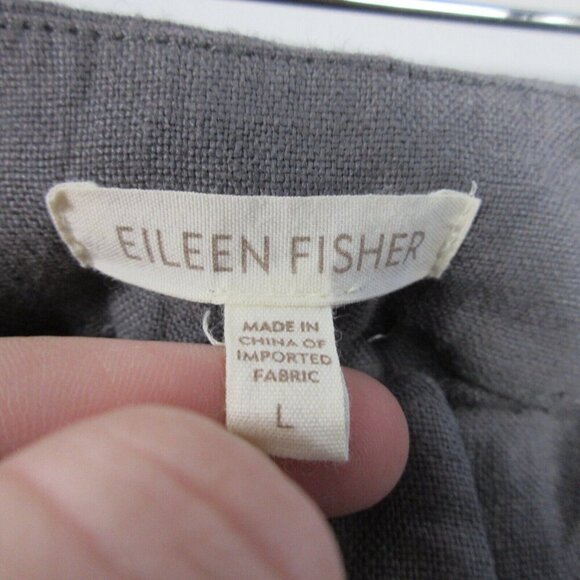 EILEEN FISHER
MADE IN
CHINA OF
IMPORTED
FABRIC
L